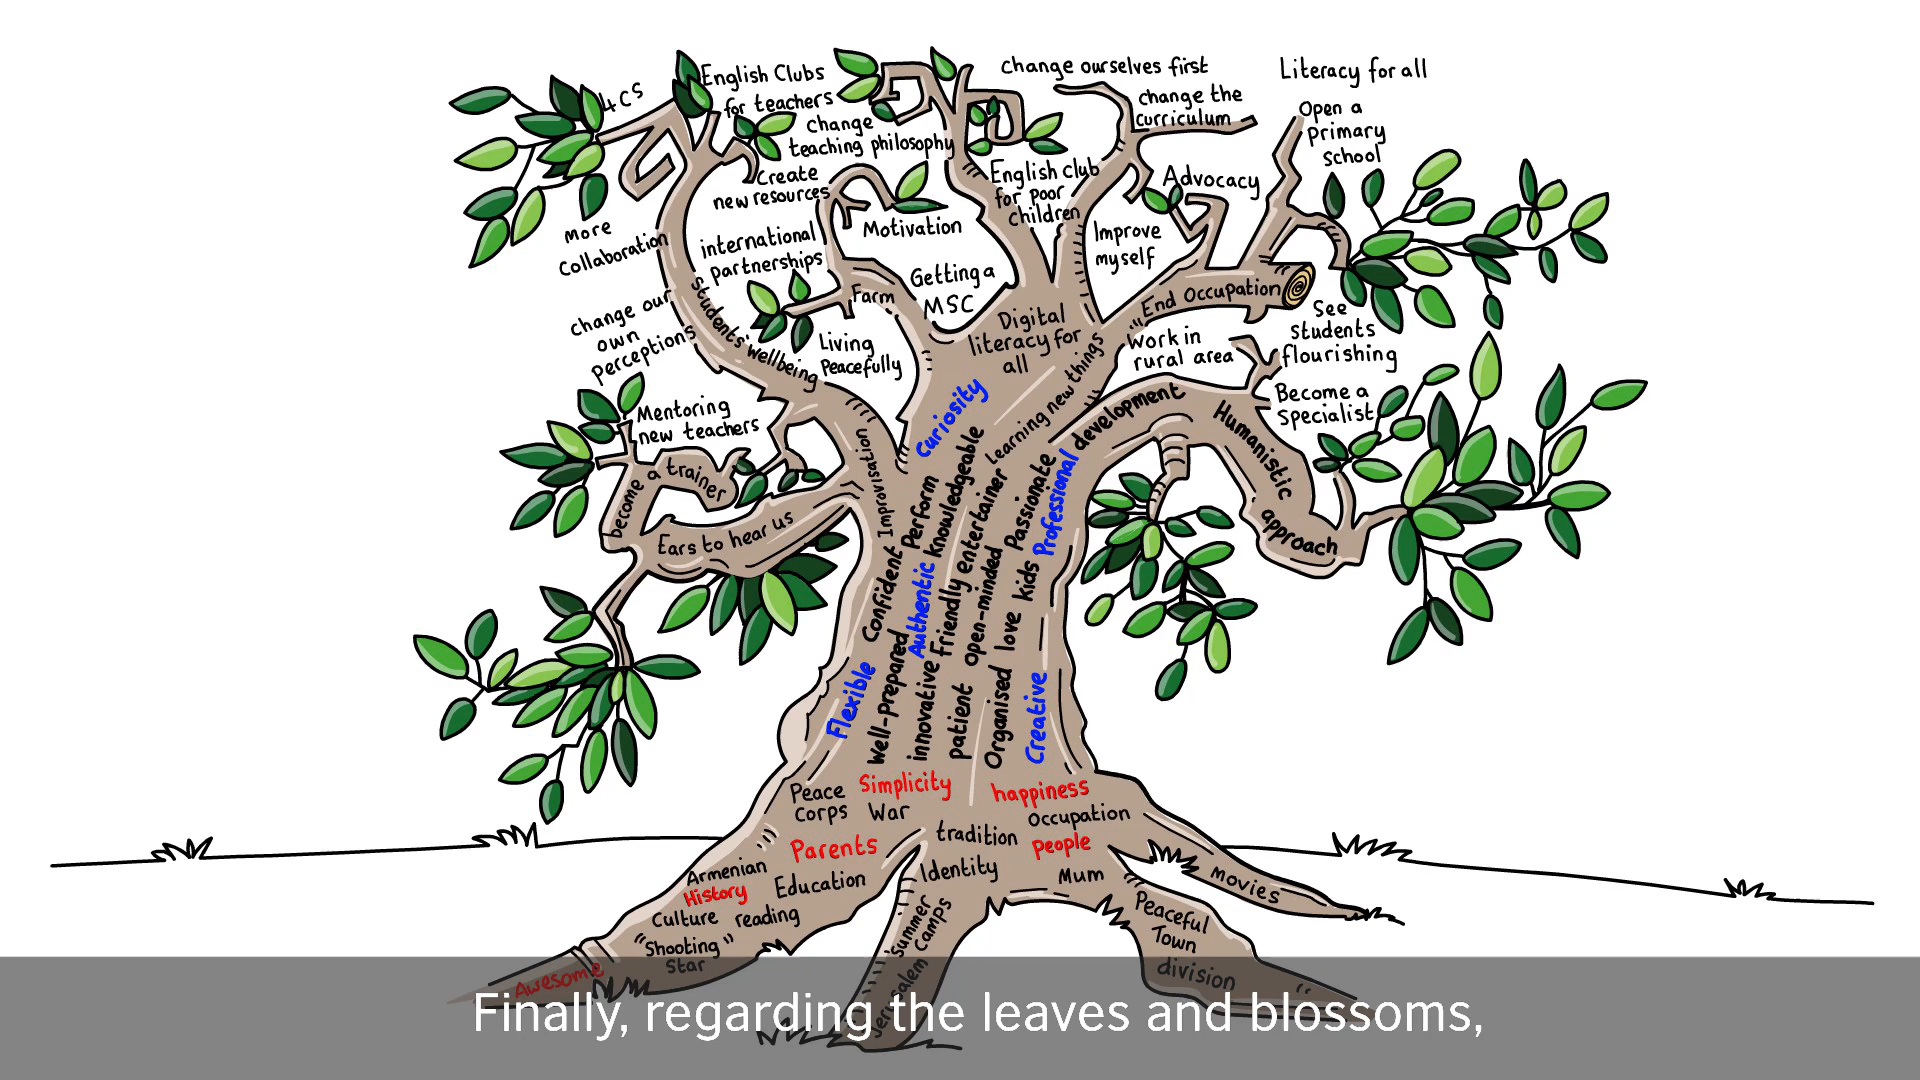 4 Cs
English Clubs
for teachers
change
teaching philosophy
Create
new resources
more
Collaboration
international
partnerships
Motivation
change ourselves first
change the
curriculum
Literacy for all
Open a
Primary
School
English club
for poor
children
Advocacy
Improve
myself
Getting a
MSC
Farm
change our
own
perceptions
students' wellbeing
Living
Peacefully
Digital
literacy for
all
"End Occupation
Work in
rural area
See
students
flourishing
Become a
Specialist
Mentoring
new teachers
become a trainer
Ears to hear us
Improvisation
Curiosity
Learning new things
Professional development
Humanistic
approach
Flexible
Confident Perform
Well-prepared Authentic knowledgeable
innovative Friendly entertainer
patient open-minded Passionate
Organised love kids
Creative
Peace
Corps
Simplicity
War
happiness
Occupation
Parents
tradition
people
Armenian
History
Education
Identity
Mum
movies
Culture
reading
"Shooting"
Star
Awesome
Summer
Camps
Jerusalem
Peaceful
Town
division
Finally, regarding the leaves and blossoms,